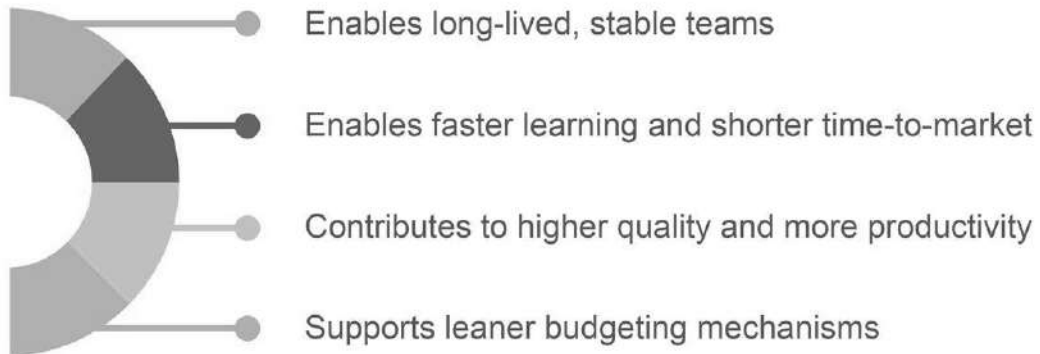 Enables long-lived, stable teams
Enables faster learning and shorter time-to-market
Contributes to higher quality and more productivity
Supports leaner budgeting mechanisms